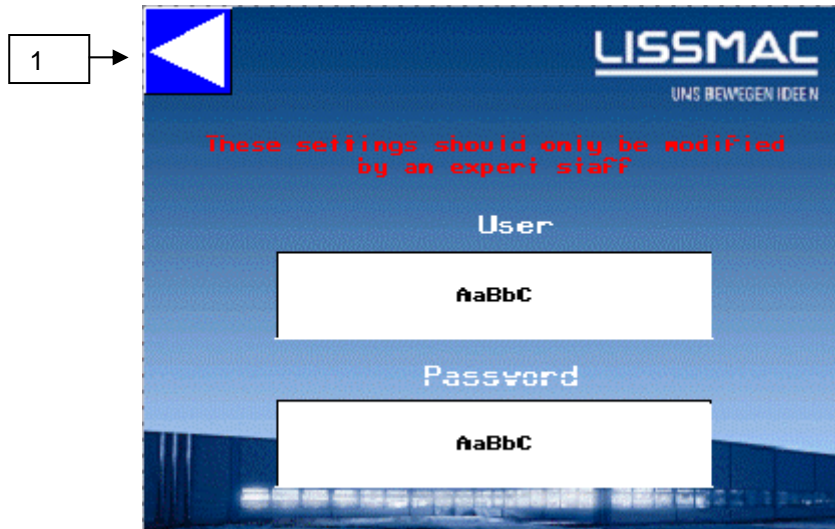 1
LISSMAC
UNS BEWEGEN IDEEN
These settings should only be modified
by an expert staff
User
AaBbC
Password
AaBbC